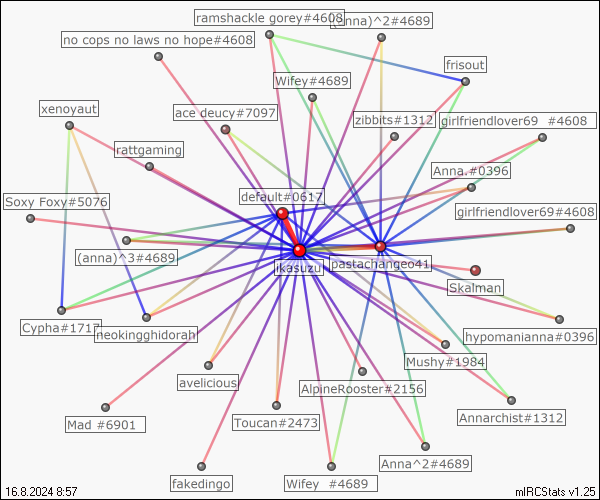 ramshackle gorey#4608
(Anna)^2#4689
no cops no laws no hope#4608
frisout
Wifey#4689
xenoyaut
ace deucy#7097
zibbits#1312
girlfriendlover69 #4608
rattgaming
Anna.#0396
default#0617
Soxy Foxy#5076
girlfriendlover69#4608
(anna)^3#4689
ikasuzu
pastachangeo41
Skalman
Cypha#1717
neokingghidorah
hypomanianna#0396
Mushy#1984
avelicious
AlpineRooster#2156
Mad #6901
Toucan#2473
Annarchist#1312
Anna^2#4689
fakedingo
Wifey #4689
16.8.2024 8:57
mIRCStats v1.25